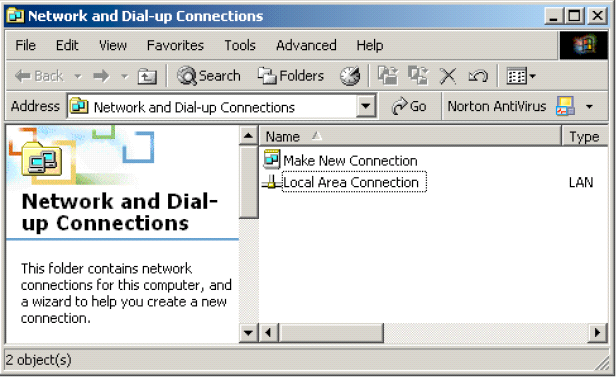 Network and Dial-up Connections
File Edit View Favorites Tools Advanced Help
Back Search Folders
Address Network and Dial-up Connections Go Norton AntiVirus
Name Type
Make New Connection
Local Area Connection LAN
Network and Dial-
up Connections
This folder contains network
connections for this computer, and
a wizard to help you create a new
connection.
2 object(s)